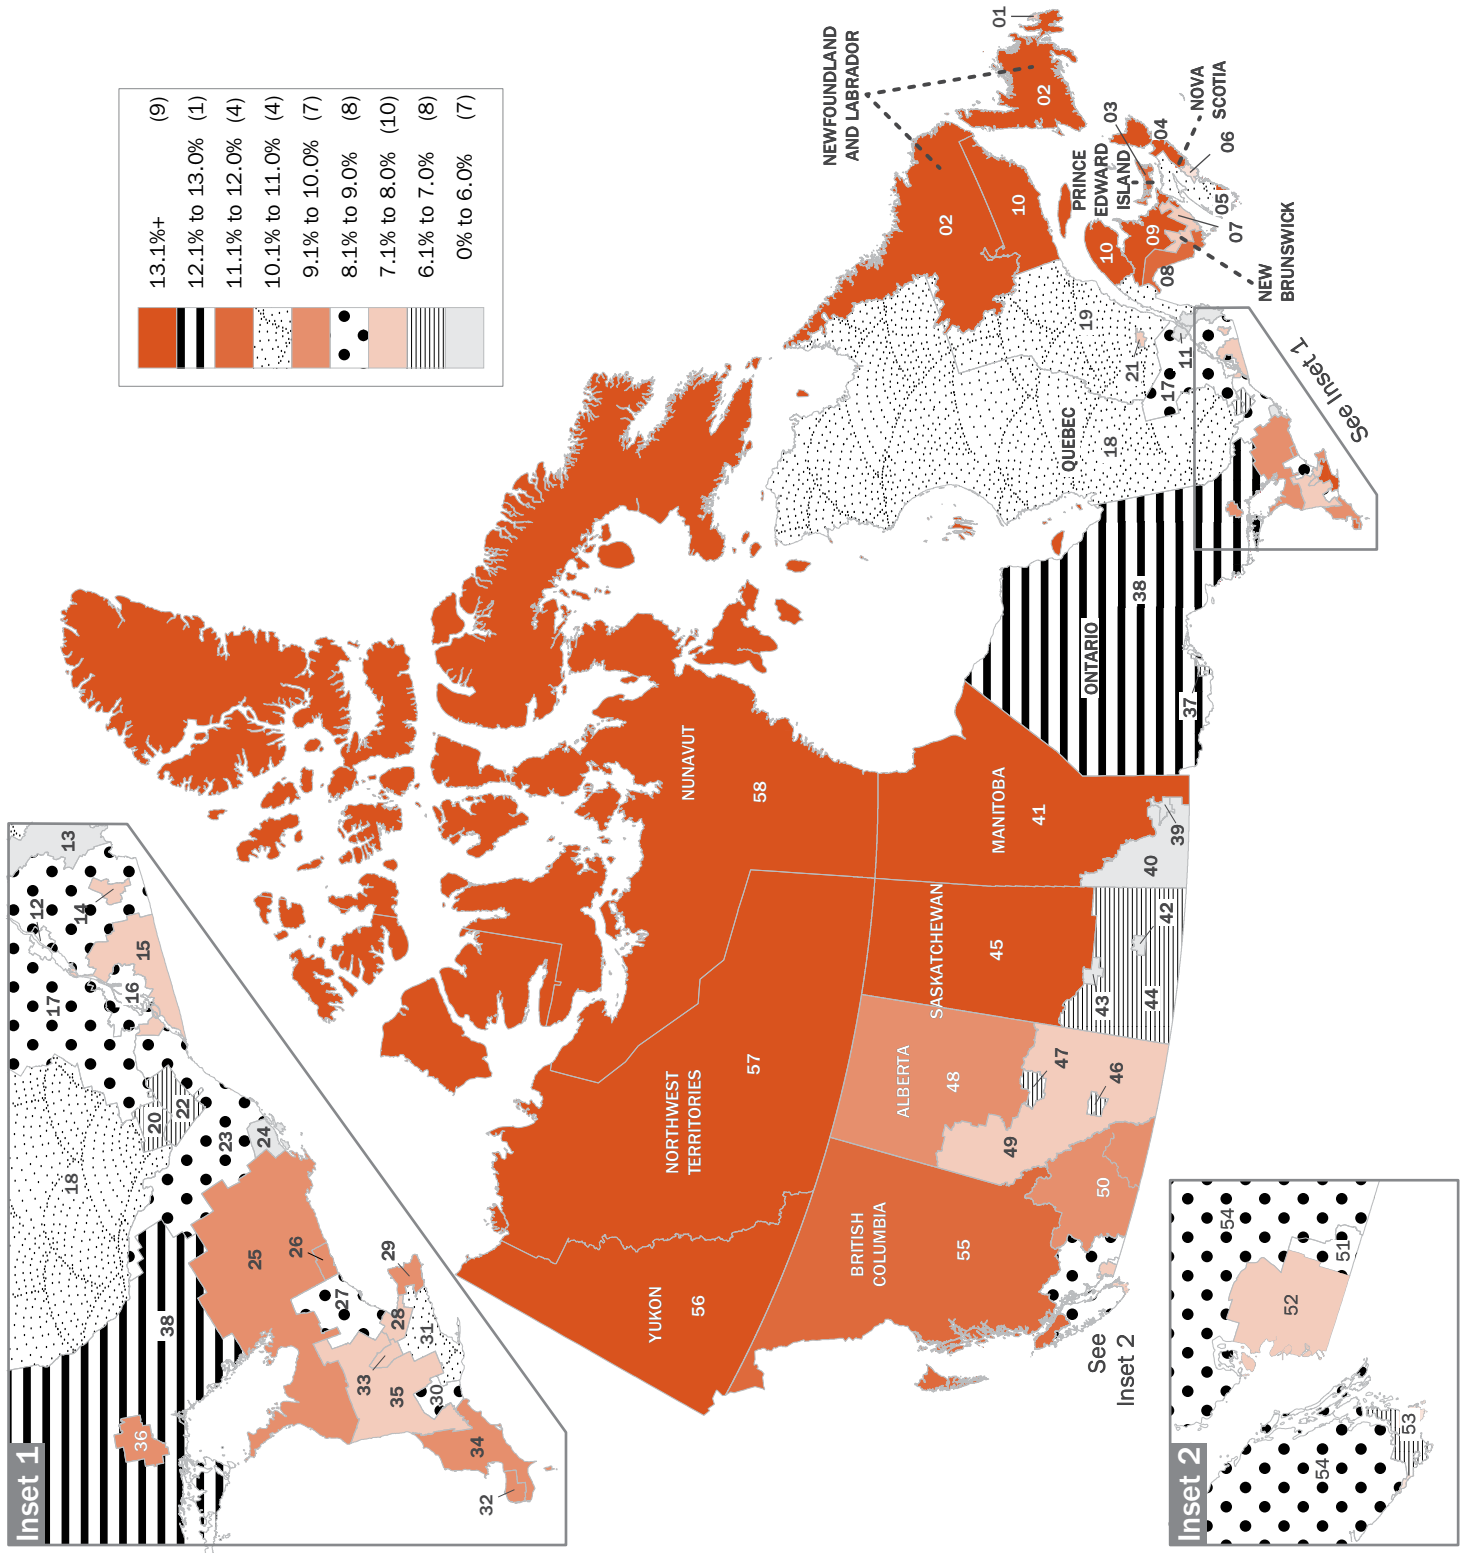 13.1%+ (9)
12.1% to 13.0% (1)
11.1% to 12.0% (4)
10.1% to 11.0% (4)
9.1% to 10.0% (7)
8.1% to 9.0% (8)
7.1% to 8.0% (10)
6.1% to 7.0% (8)
0% to 6.0% (7)
YUKON
56
NORTHWEST
TERRITORIES
57
NUNAVUT
58
BRITISH
COLUMBIA
55
50
ALBERTA
48
49
47
46
SASKATCHEWAN
45
43
44
42
MANITOBA
41
40
39
ONTARIO
38
37
QUEBEC
18
19
21
17
11
10
10
NEWFOUNDLAND
AND LABRADOR
02
02
01
PRINCE
EDWARD
ISLAND
03
04
NOVA
SCOTIA
06
05
07
09
08
NEW
BRUNSWICK
See Inset 1
See
Inset 2
Inset 1
38
36
18
17
12
13
14
15
16
20
22
23
24
25
26
27
28
29
31
30
33
35
34
32
Inset 2
54
54
53
52
51